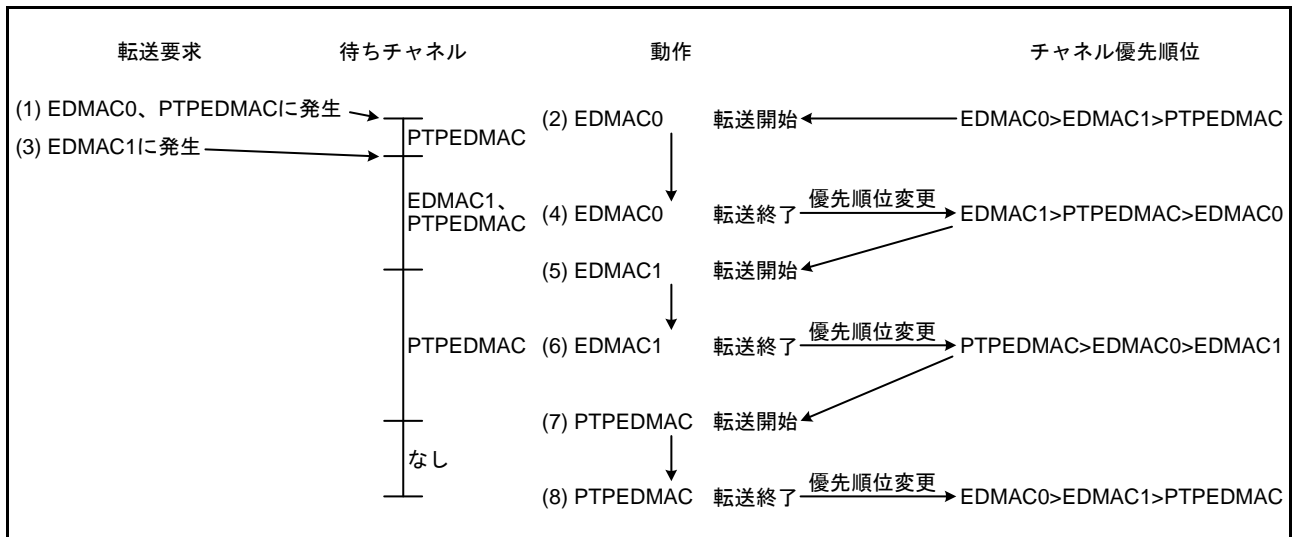 転送要求 待ちチャネル 動作 チャネル優先順位
(1) EDMAC0、PTPEDMACに発生 (2) EDMAC0 転送開始 EDMAC0>EDMAC1>PTPEDMAC
PTPEDMAC
(3) EDMAC1に発生
EDMAC1、
PTPEDMAC
(4) EDMAC0 転送終了 優先順位変更 EDMAC1>PTPEDMAC>EDMAC0
(5) EDMAC1 転送開始
PTPEDMAC (6) EDMAC1 転送終了 優先順位変更 PTPEDMAC>EDMAC0>EDMAC1
(7) PTPEDMAC 転送開始
なし
(8) PTPEDMAC 転送終了 優先順位変更 EDMAC0>EDMAC1>PTPEDMAC